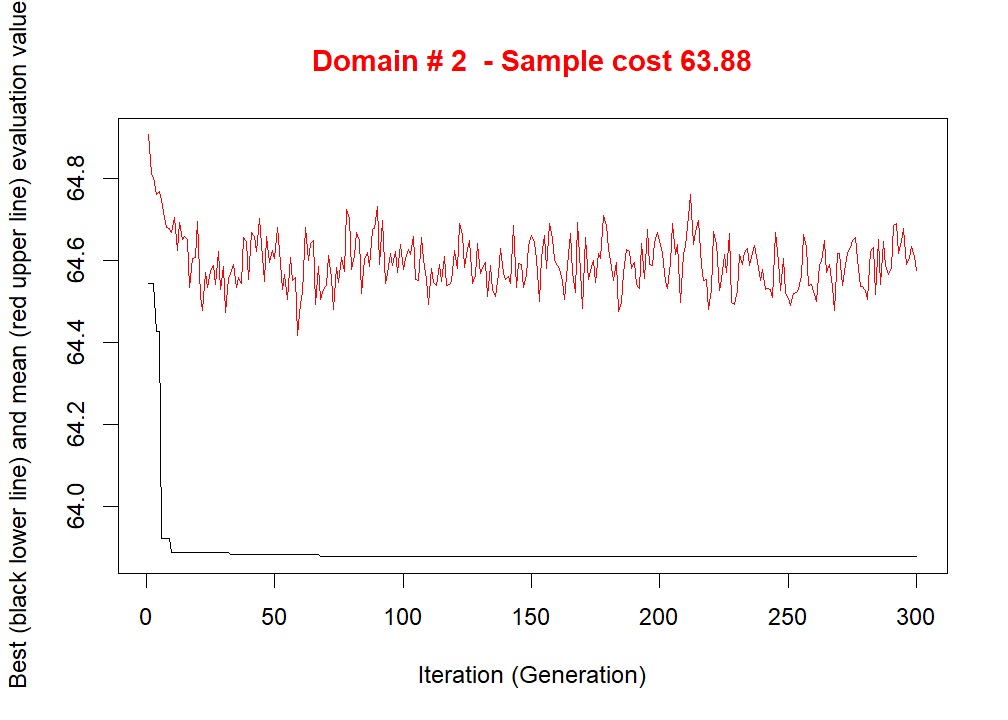 Domain # 2  - Sample cost 63.88
Best (black lower line) and mean (red upper line) evaluation value
64.8
64.6
64.4
64.2
64.0
0 50 100 150 200 250 300
Iteration (Generation)